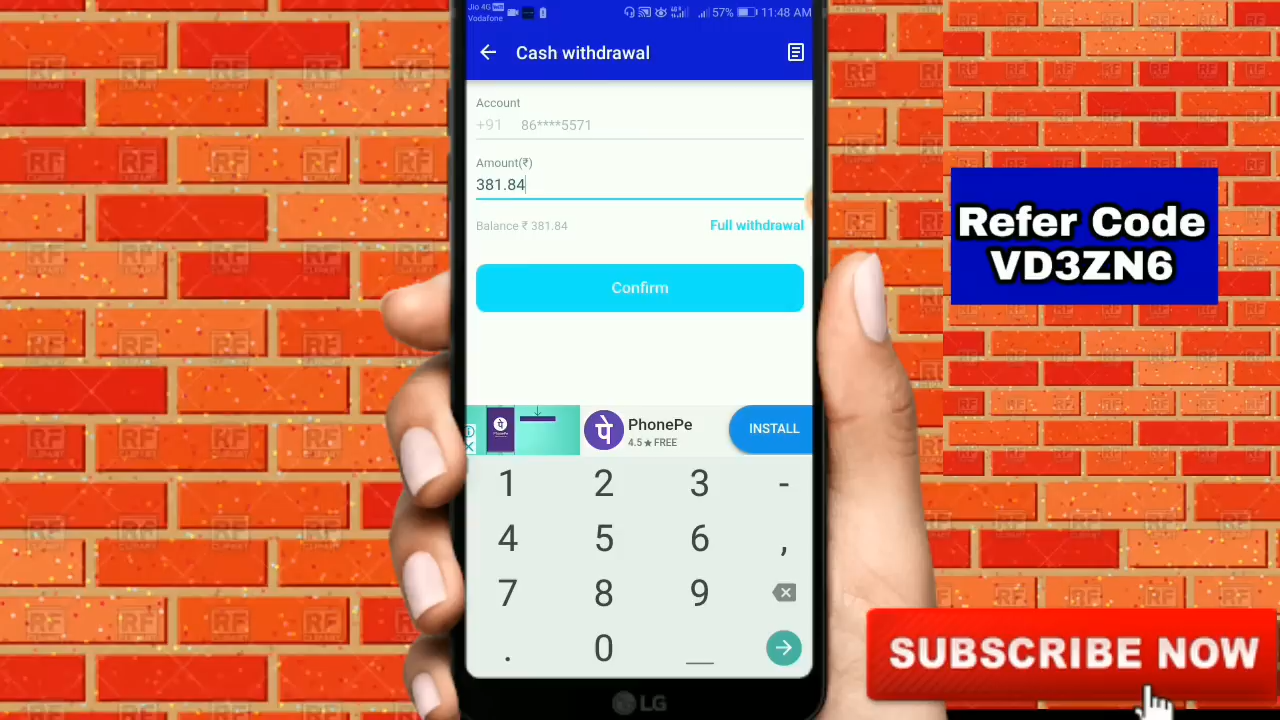 Jio 4G
Vodafone
57%
11:48 AM
Cash withdrawal
Account
+91 86****5571
Amount(₹)
381.84
Balance ₹ 381.84
Full withdrawal
Confirm
PhonePe
4.5★FREE
INSTALL
1 2 3 -
4 5 6 ,
7 8 9
. 0 _
LG
Refer Code
VD3ZN6
SUBSCRIBE NOW